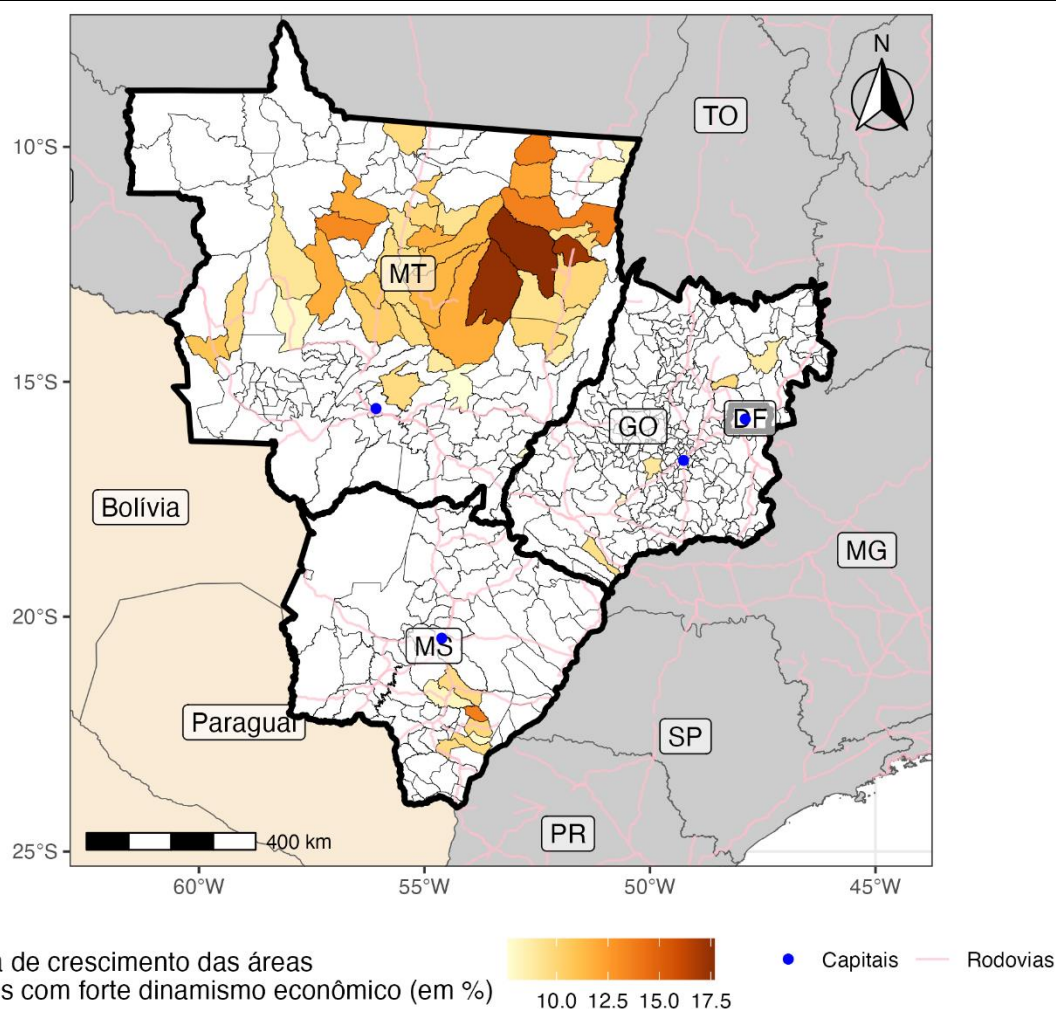 N
TO
10°S
MT
15°S
DF
GO
Bolívia
MG
20°S
MS
Paraguai
SP
PR
400 km
25°S
60°W 55°W 50°W 45°W
de crescimento das áreas
s com forte dinamismo econômico (em %)
10.0 12.5 15.0 17.5
Capitais
Rodovias